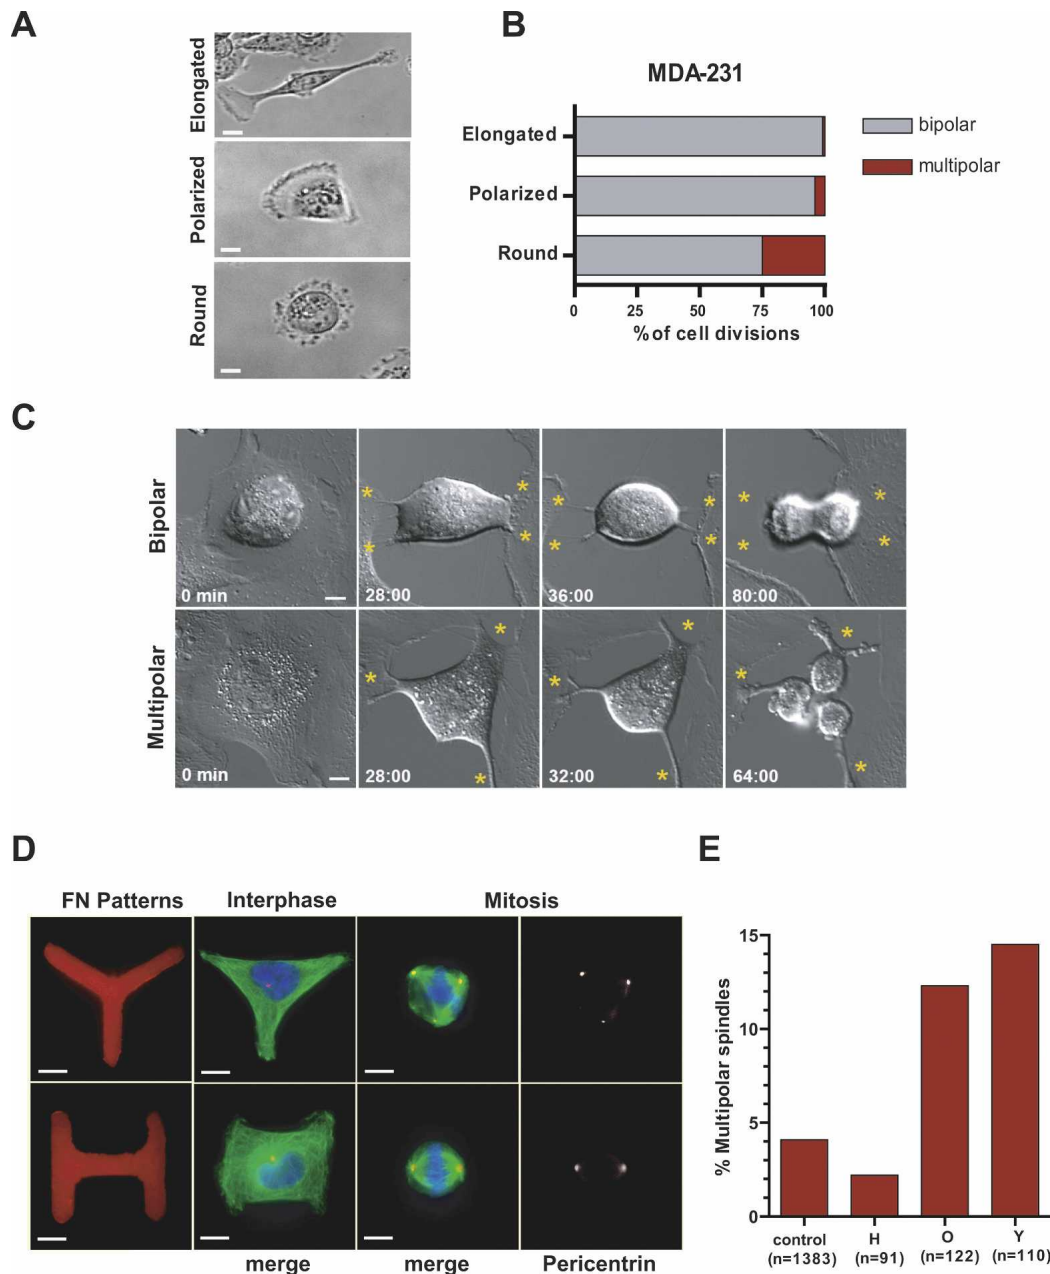 A
Elongated
Polarized
Round
B
MDA-231
Elongated
Polarized
Round
0 25 50 75 100
% of cell divisions
bipolar
multipolar
C
Bipolar
0 min
28:00
36:00
80:00
Multipolar
0 min
28:00
32:00
64:00
D
FN Patterns Interphase Mitosis
merge merge Pericentrin
E
% Multipolar spindles
15
10
5
0
control H O Y
(n=1383) (n=91) (n=122) (n=110)